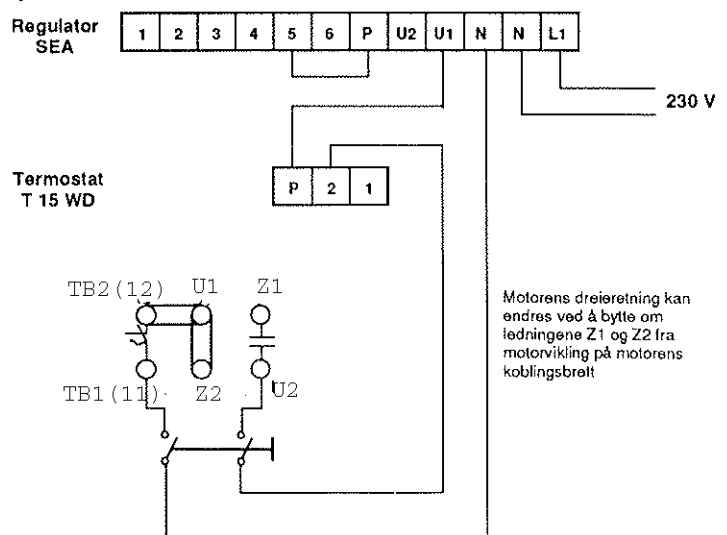 Regulator
SEA
1 2 3 4 5 6 P U2 U1 N N L1
230 V
Termostat
T 15 WD
P 2 1
TB2 (12) U1 Z1
TB1 (11) Z2 U2
Motorens dreieretning kan
endres ved å bytte om
ledningene Z1 og Z2 fra
motorvikling på motorens
koblingsbrett